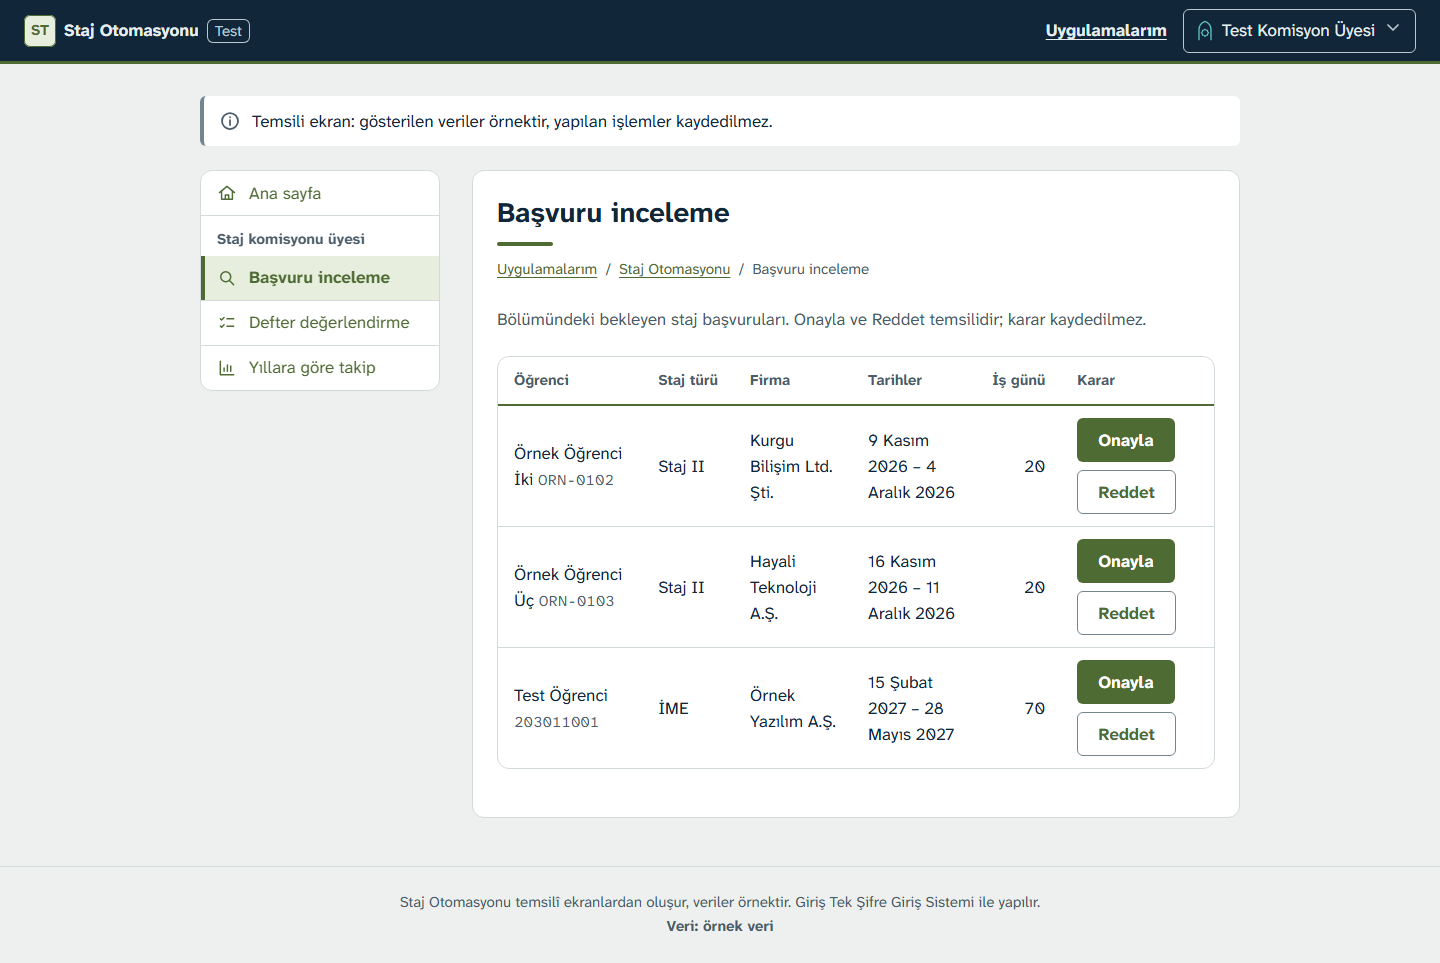 ST Staj Otomasyonu Test
Uygulamalarım
Test Komisyon Üyesi
Temsili ekran: gösterilen veriler örnektir, yapılan işlemler kaydedilmez.
Ana sayfa
Staj komisyonu üyesi
Başvuru inceleme
Defter değerlendirme
Yıllara göre takip
Başvuru inceleme
Uygulamalarım / Staj Otomasyonu / Başvuru inceleme
Bölümündeki bekleyen staj başvuruları. Onayla ve Reddet temsilidir; karar kaydedilmez.
Öğrenci Staj türü Firma Tarihler İş günü Karar
Örnek Öğrenci
İki ORN-0102
Staj II
Kurgu
Bilişim Ltd.
Şti.
9 Kasım
2026 – 4
Aralık 2026
20
Onayla
Reddet
Örnek Öğrenci
Üç ORN-0103
Staj II
Hayali
Teknoloji
A.Ş.
16 Kasım
2026 – 11
Aralık 2026
20
Onayla
Reddet
Test Öğrenci
203011001
İME
Örnek
Yazılım A.Ş.
15 Şubat
2027 – 28
Mayıs 2027
70
Onayla
Reddet
Staj Otomasyonu temsilî ekranlardan oluşur, veriler örnektir. Giriş Tek Şifre Giriş Sistemi ile yapılır.
Veri: örnek veri